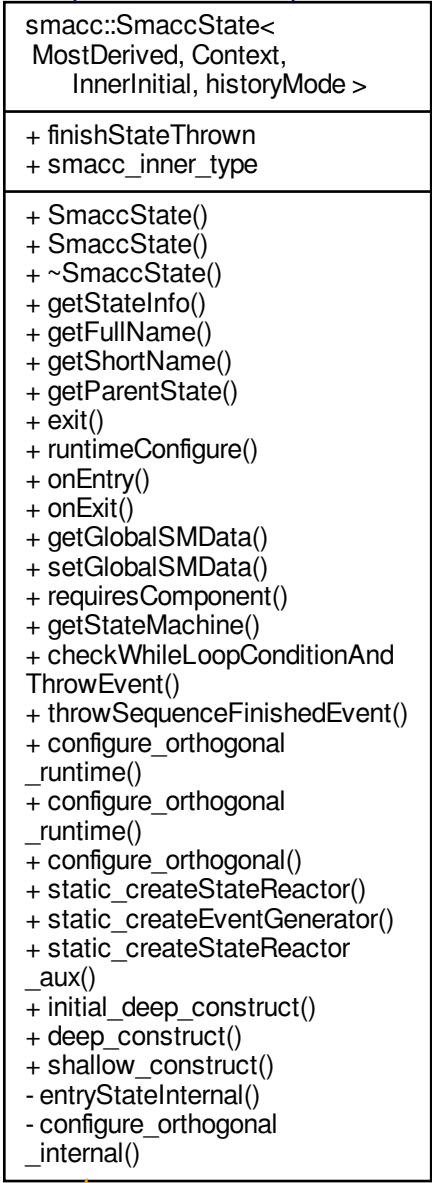 smacc::SmaccState<
MostDerived, Context,
InnerInitial, historyMode >
+ finishStateThrown
+ smacc_inner_type
+ SmaccState()
+ SmaccState()
+ ~SmaccState()
+ getStateInfo()
+ getFullName()
+ getShortName()
+ getParentState()
+ exit()
+ runtimeConfigure()
+ onEntry()
+ onExit()
+ getGlobalSMData()
+ setGlobalSMData()
+ requiresComponent()
+ getStateMachine()
+ checkWhileLoopConditionAnd
ThrowEvent()
+ throwSequenceFinishedEvent()
+ configure_orthogonal
_runtime()
+ configure_orthogonal
_runtime()
+ configure_orthogonal()
+ static_createStateReactor()
+ static_createEventGenerator()
+ static_createStateReactor
_aux()
+ initial_deep_construct()
+ deep_construct()
+ shallow_construct()
- entryStateInternal()
- configure_orthogonal
_internal()